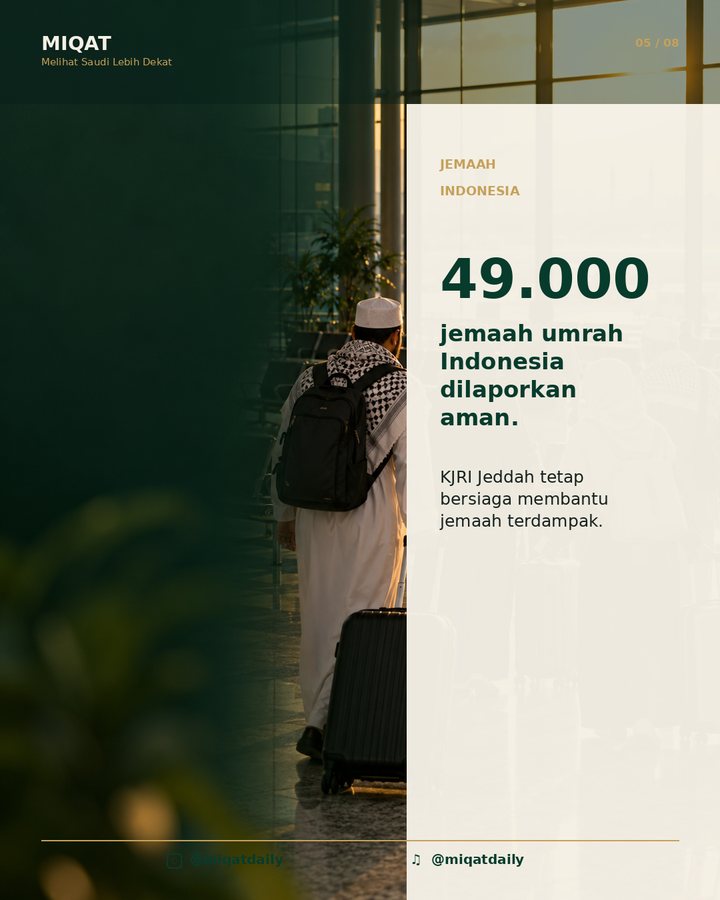 MIQAT
Melihat Saudi Lebih Dekat
05 / 08
JEMAAH
INDONESIA
49.000
jemaah umrah
Indonesia
dilaporkan
aman.
KJRI Jeddah tetap
bersiaga membantu
jemaah terdampak.
@miqatdaily
@miqatdaily